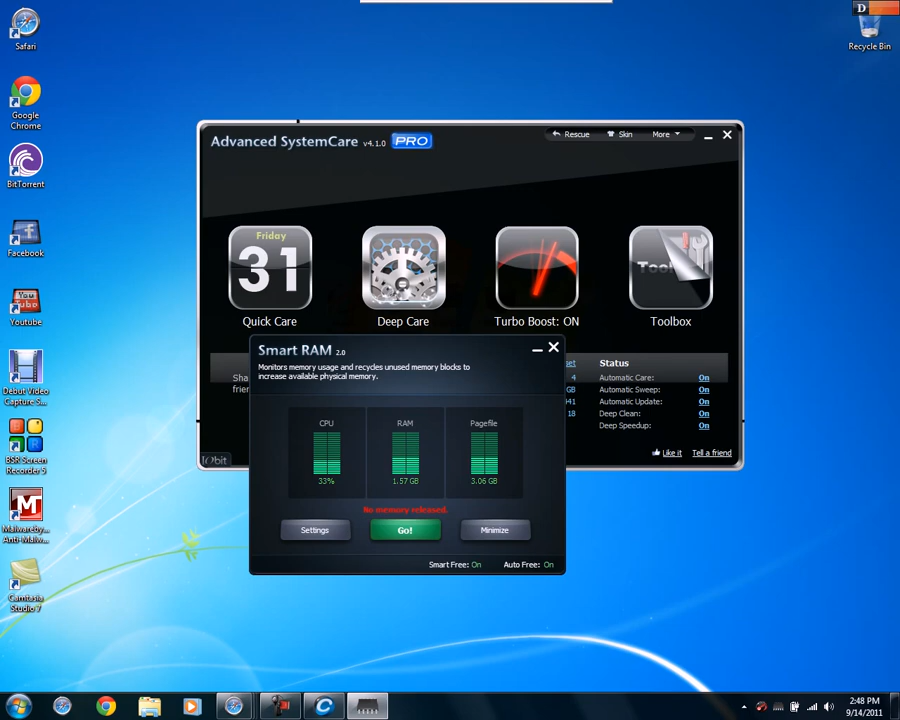 Safari
Google
Chrome
BitTorrent
Facebook
You
Tube
Youtube
Debut Video
Capture S...
BSR Screen
Recorder 5
Malwareby...
Anti-Malw...
Camtasia
Studio 7
D
Recycle Bin
Advanced SystemCare v4.1.0 PRO
Rescue
Skin
More
Friday
31
Tool
Quick Care
Deep Care
Turbo Boost: ON
Toolbox
Sha
frier
Status
4 Automatic Care: On
GB Automatic Sweep: On
Automatic Update: On
18 Deep Clean: On
Deep Speedup: On
Like it
Tell a friend
IObit
Smart RAM 2.0
Monitors memory usage and recycles unused memory blocks to
increase available physical memory.
CPU RAM Pagefile
33% 1.57 GB 3.06 GB
No memory released.
Settings Go! Minimize
Smart Free: On Auto Free: On
2:48 PM
9/14/2011